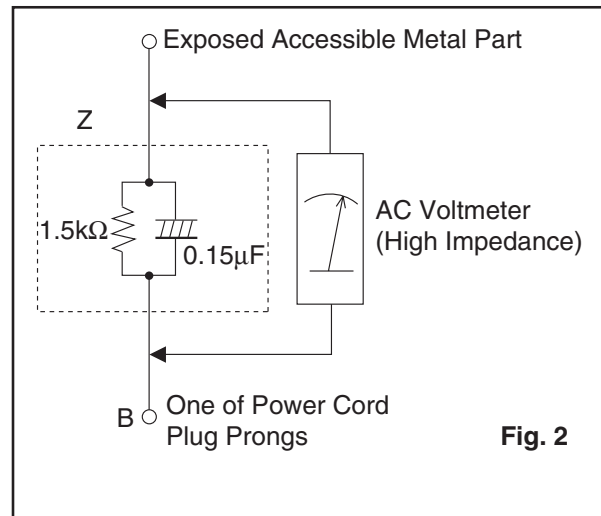 Exposed Accessible Metal Part
Z
1.5kΩ
0.15µF
AC Voltmeter
(High Impedance)
B
One of Power Cord
Plug Prongs
Fig. 2